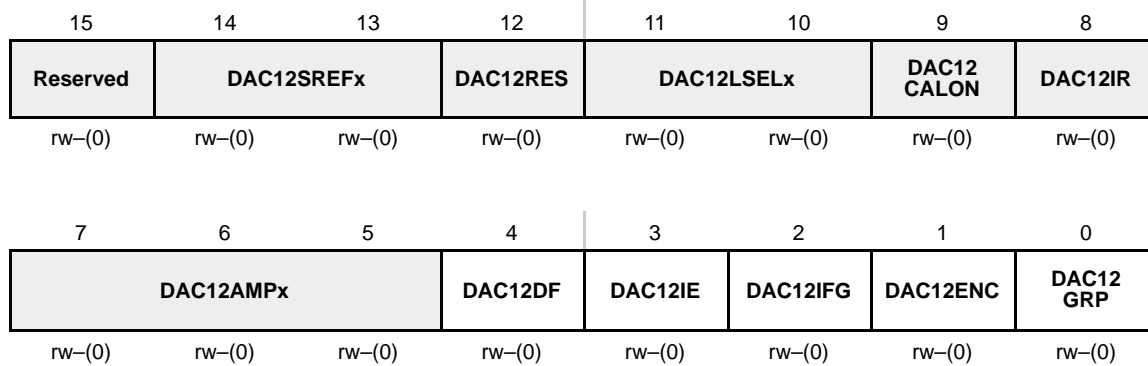 15 14 13 12 11 10 9 8
Reserved DAC12SREFx DAC12RES DAC12LSELx DAC12 CALON DAC12IR
rw–(0) rw–(0) rw–(0) rw–(0) rw–(0) rw–(0) rw–(0) rw–(0)
7 6 5 4 3 2 1 0
DAC12AMPx DAC12DF DAC12IE DAC12IFG DAC12ENC DAC12 GRP
rw–(0) rw–(0) rw–(0) rw–(0) rw–(0) rw–(0) rw–(0) rw–(0)